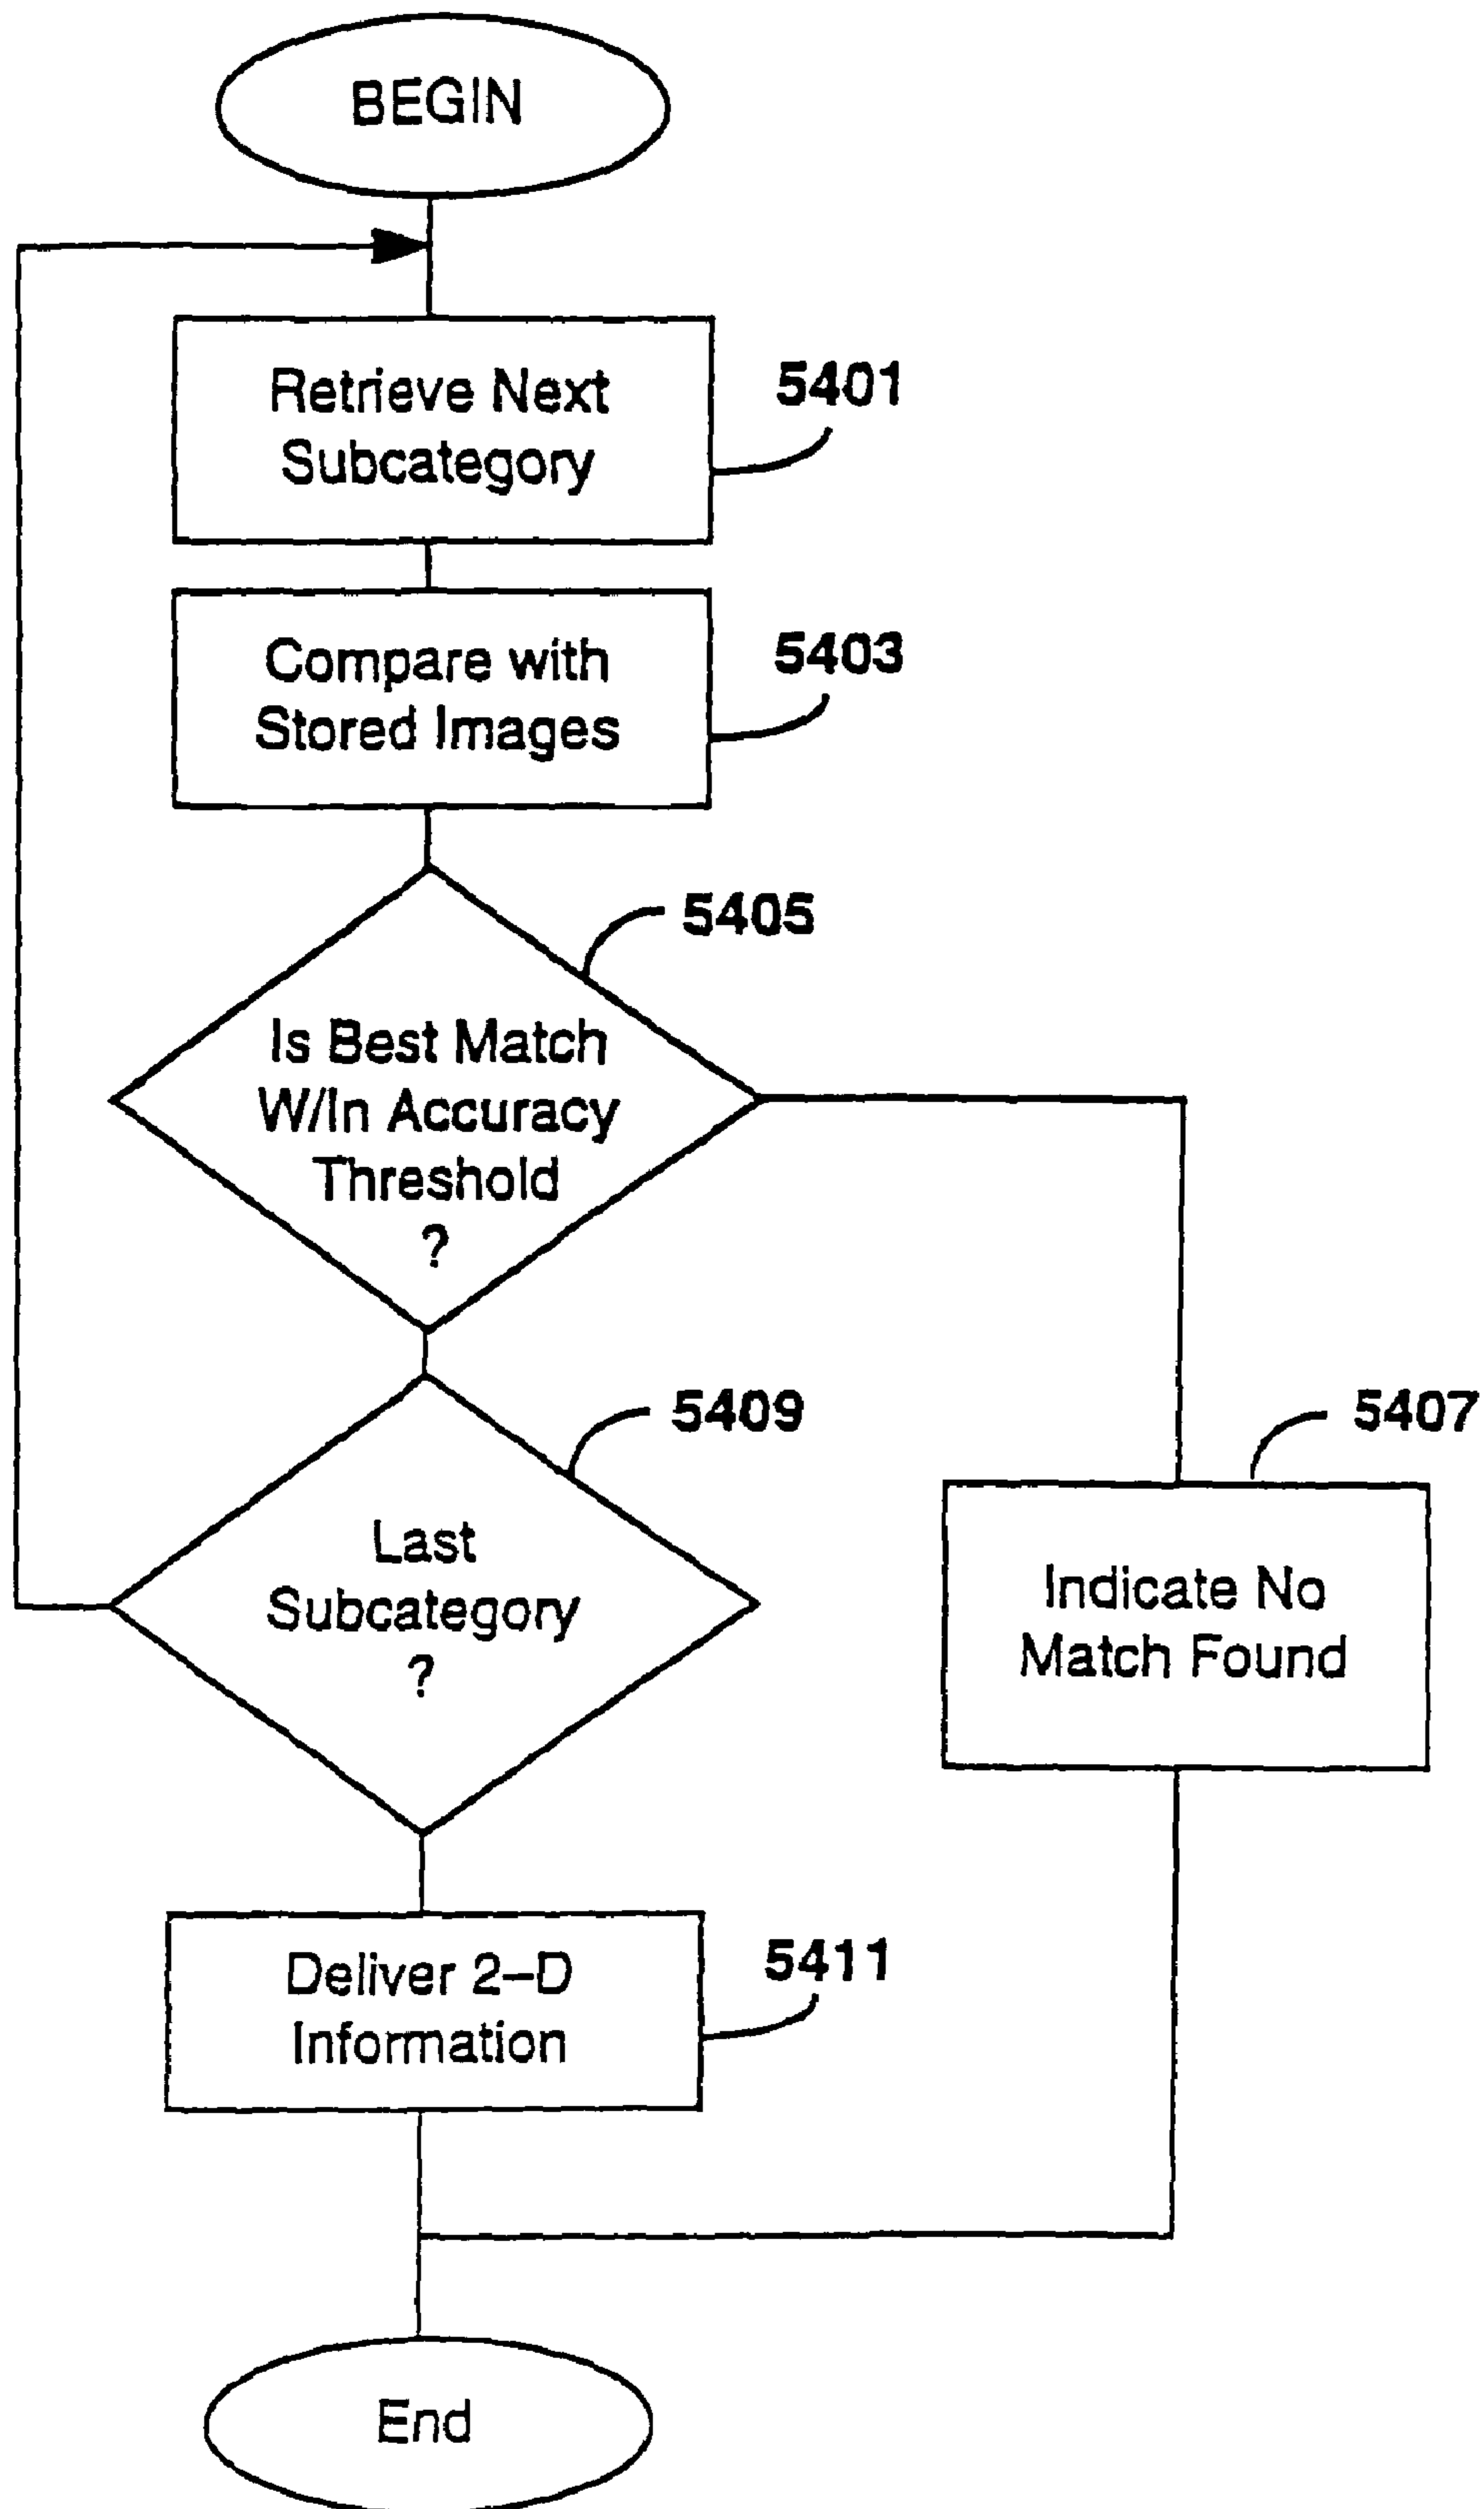 BEGIN
Retrieve Next
Subcategory
5401
Compare with
Stored Images
5403
5405
Is Best Match
W/In Accuracy
Threshold
?
5409
Last
Subcategory
?
5407
Indicate No
Match Found
Deliver 2–D
Information
5411
End